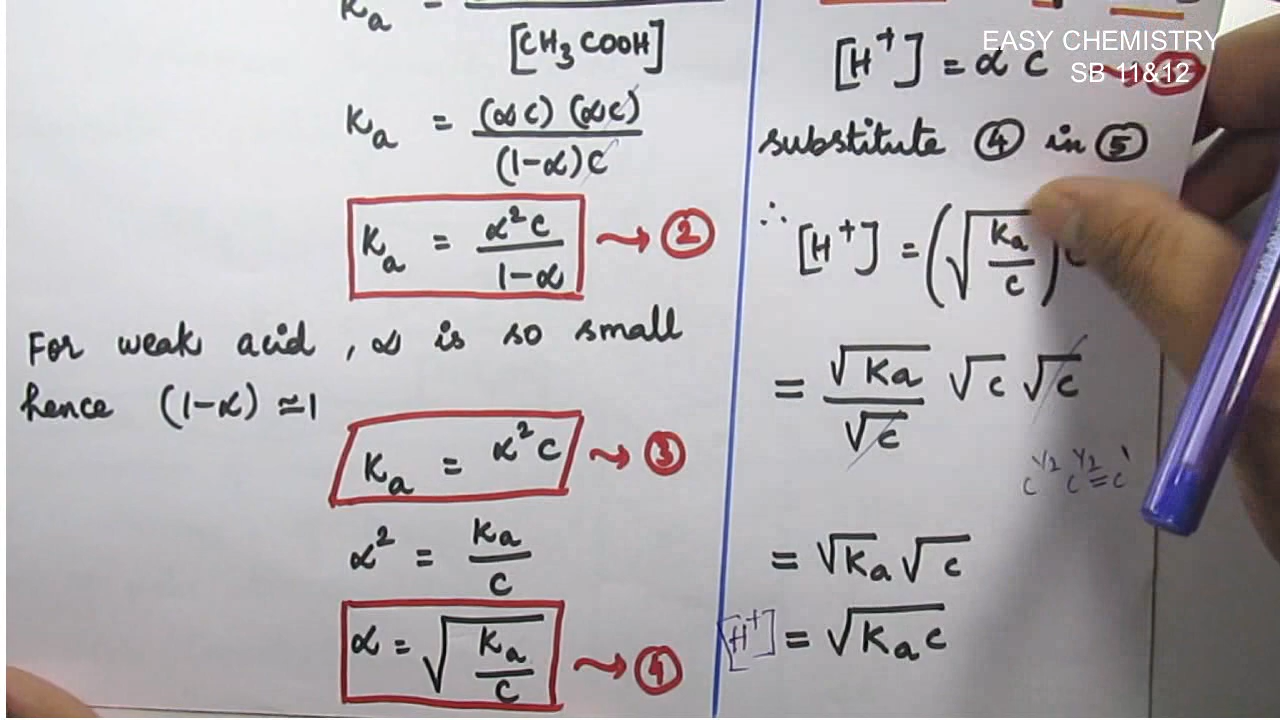 Ka =
[CH3COOH]
Ka = (αc) (αc) / (1-α)c
Ka = α²c / 1-α → ②
For weak acid , α is so small
hence (1-α) ≃ 1
Ka = α²c → ③
α² = Ka / c
α = √(Ka / c) → ④
EASY CHEMISTRY
SB 11&12
[H⁺] = α c
substitute ④ in ⑤
∴ [H⁺] = (√(Ka / c)) c
= √Ka / √c √c √c
c^1/2 c^1/2 = c^1
= √Ka √c
[H⁺] = √Ka c